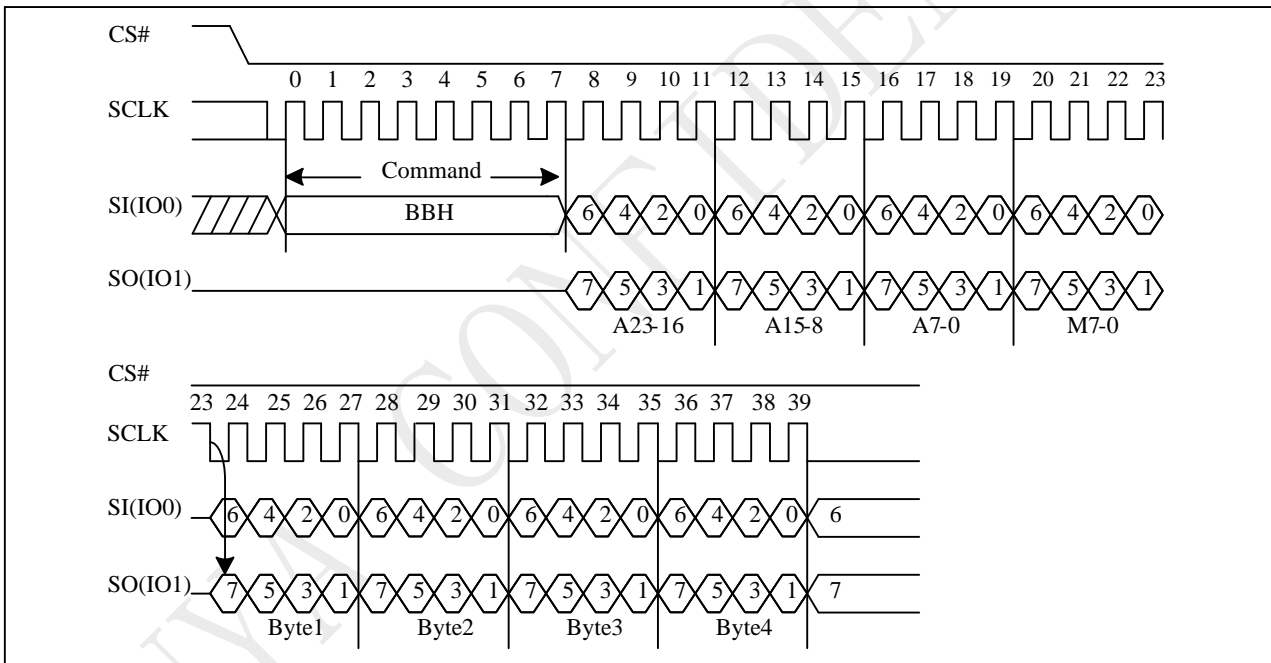 CS#
0 1 2 3 4 5 6 7 8 9 10 11 12 13 14 15 16 17 18 19 20 21 22 23
SCLK
Command
SI(IO0) BBH 6 4 2 0 6 4 2 0 6 4 2 0 6 4 2 0
SO(IO1) 7 5 3 1 7 5 3 1 7 5 3 1 7 5 3 1
A23-16 A15-8 A7-0 M7-0
CS#
23 24 25 26 27 28 29 30 31 32 33 34 35 36 37 38 39
SCLK
SI(IO0) 6 4 2 0 6 4 2 0 6 4 2 0 6 4 2 0 6
SO(IO1) 7 5 3 1 7 5 3 1 7 5 3 1 7 5 3 1 7
Byte1 Byte2 Byte3 Byte4